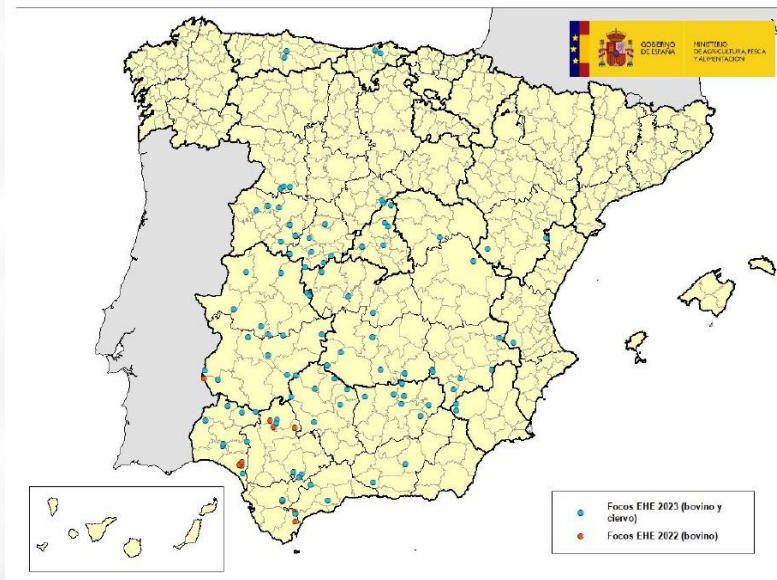 GOBIERNO
DE ESPAÑA
MINISTERIO
DE AGRICULTURA, PESCA
Y ALIMENTACIÓN
Focos EHE 2023 (bovino y
ciervo)
Focos EHE 2022 (bovino)